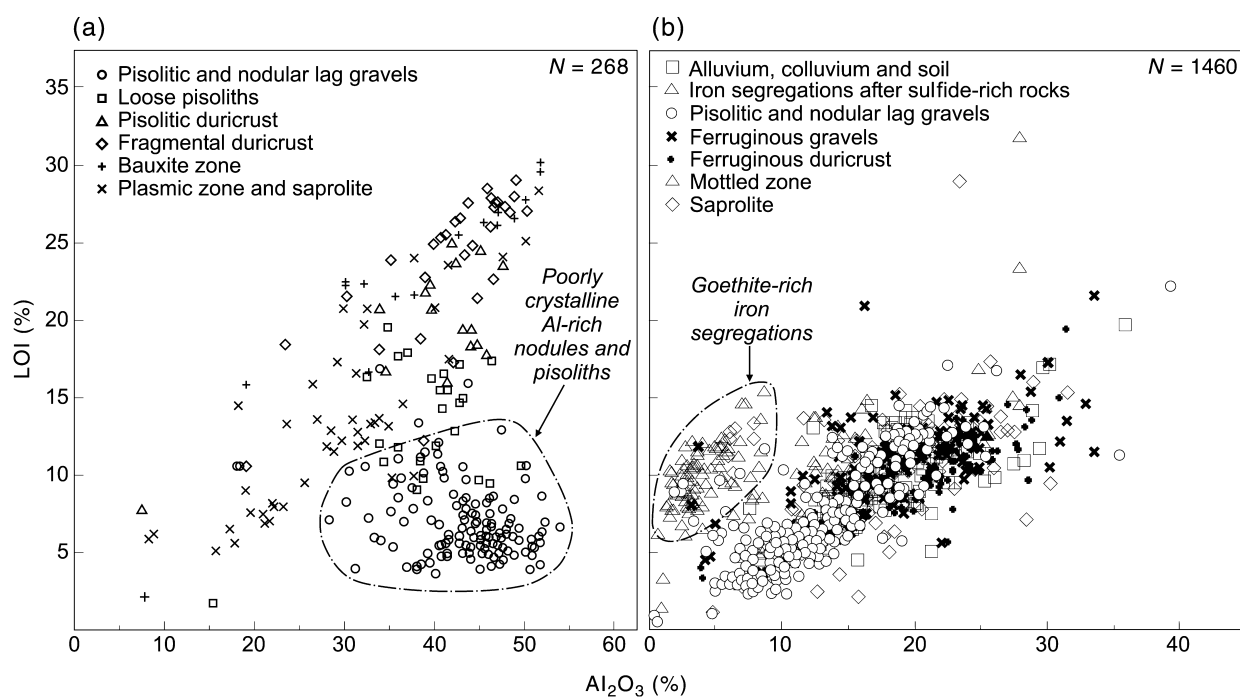 (a)
N = 268
Pisolitic and nodular lag gravels
Loose pisoliths
Pisolitic duricrust
Fragmental duricrust
Bauxite zone
Plasmic zone and saprolite
Poorly
crystalline
Al-rich
nodules and
pisoliths
LOI (%)
35
30
25
20
15
10
5
0
0 10 20 30 40 50 60
(b)
N = 1460
Alluvium, colluvium and soil
Iron segregations after sulfide-rich rocks
Pisolitic and nodular lag gravels
Ferruginous gravels
Ferruginous duricrust
Mottled zone
Saprolite
Goethite-rich
iron
segregations
0 10 20 30 40
Al₂O₃ (%)